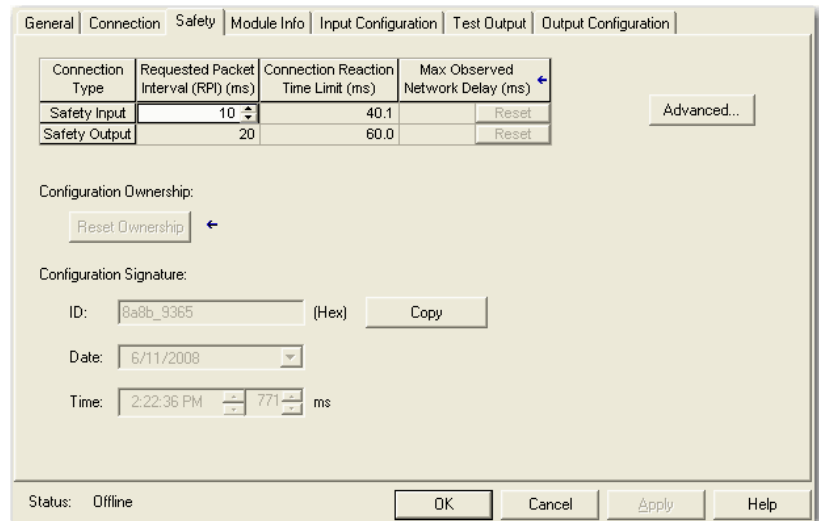 General Connection Safety Module Info Input Configuration Test Output Output Configuration
Connection Type Requested Packet Interval (RPI) (ms) Connection Reaction Time Limit (ms) Max Observed Network Delay (ms)
Safety Input 10 40.1 Reset
Safety Output 20 60.0 Reset
Advanced...
Configuration Ownership:
Reset Ownership
Configuration Signature:
ID: 8a8b_9365 (Hex) Copy
Date: 6/11/2008
Time: 2:22:36 PM 771 ms
Status: Offline OK Cancel Apply Help